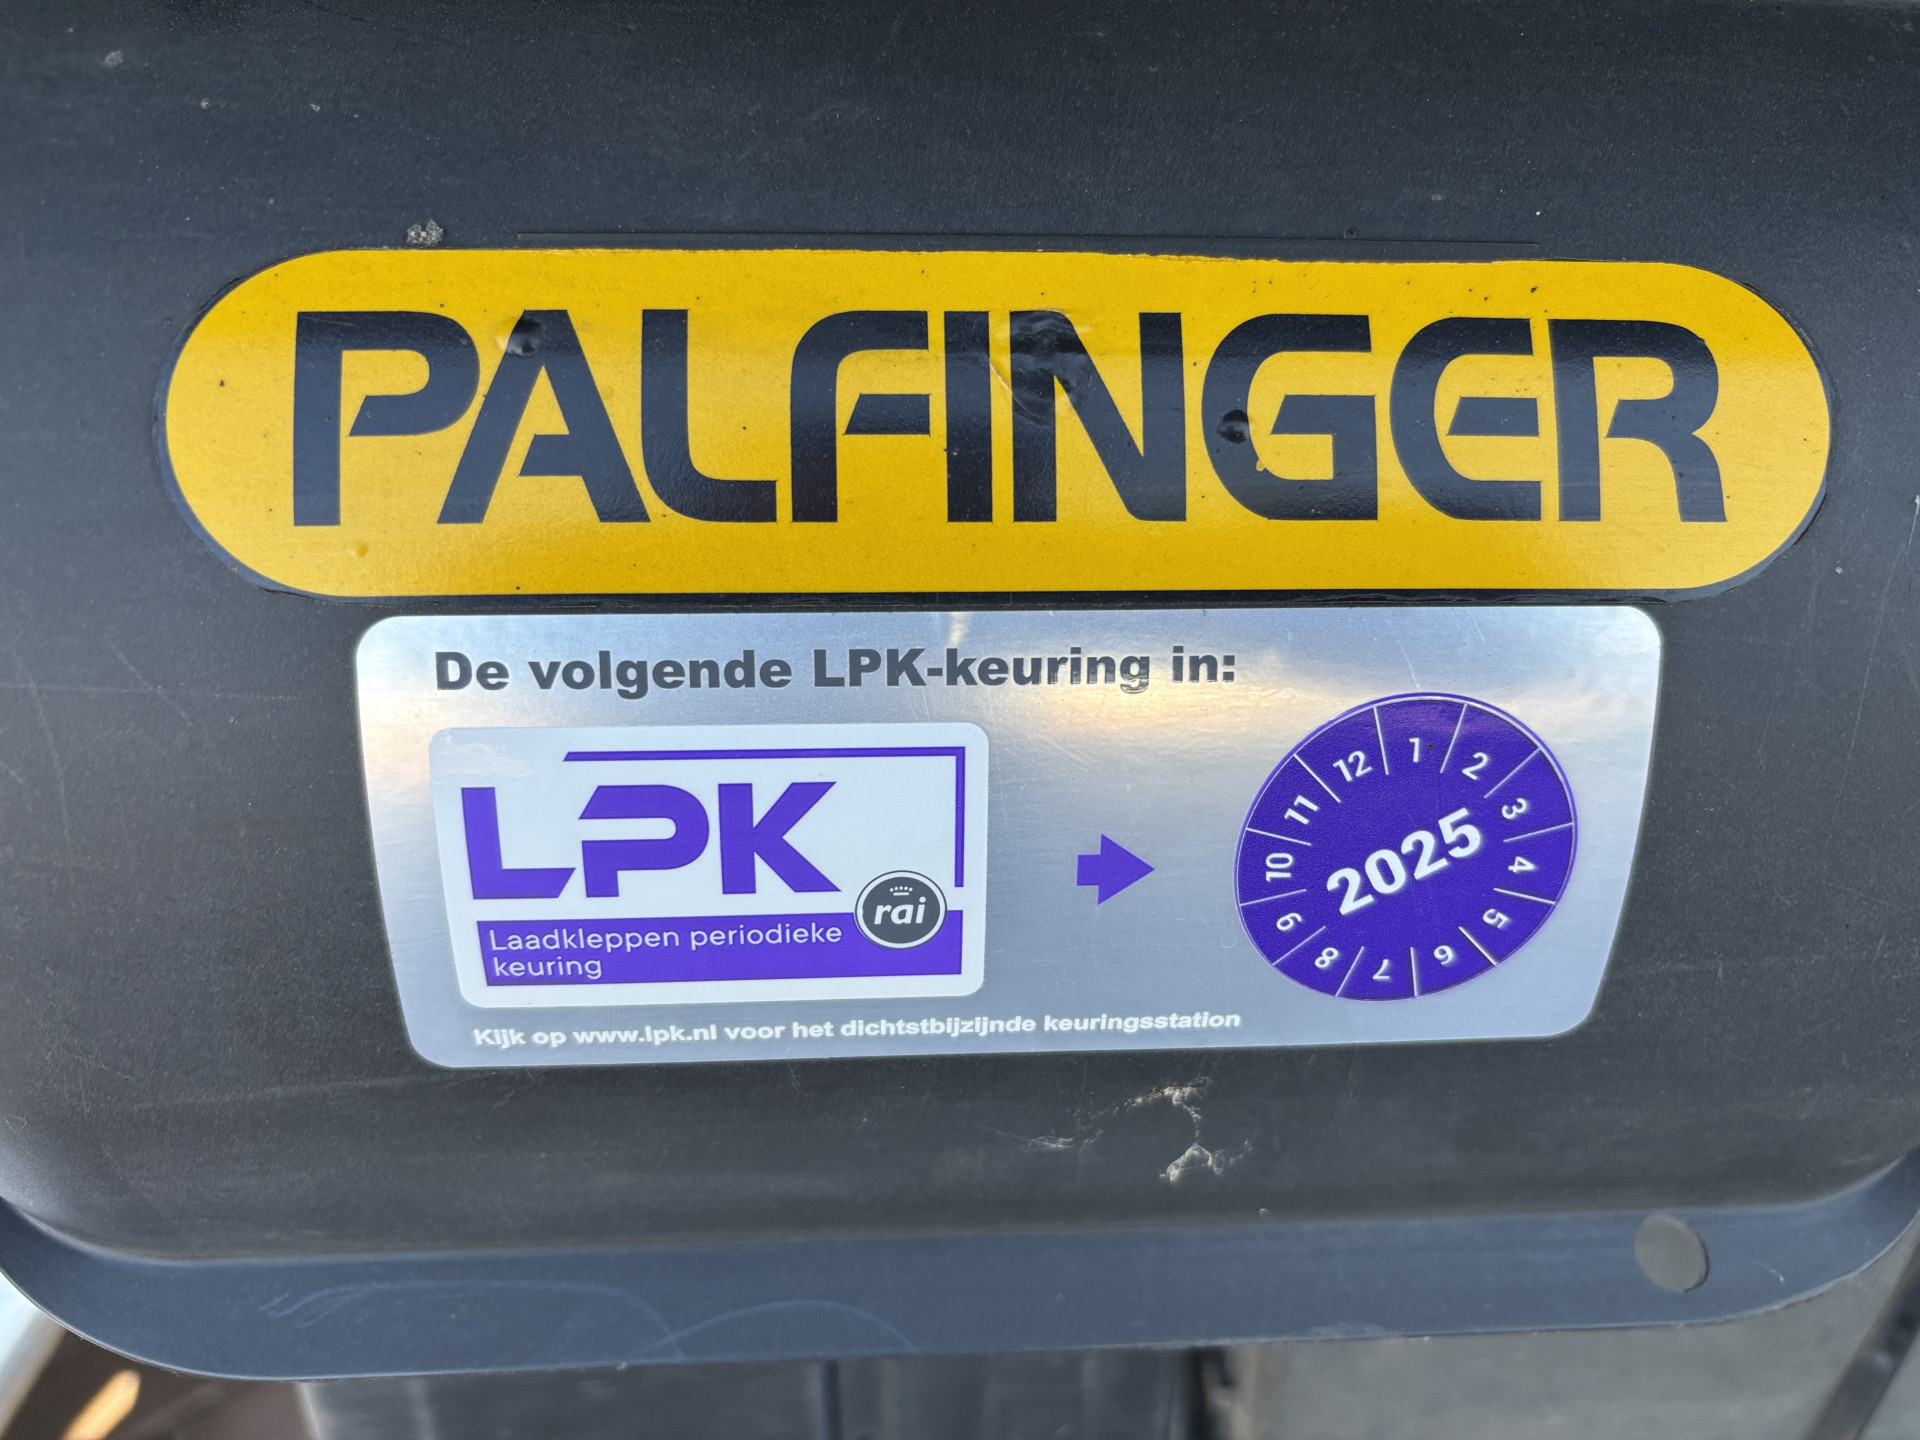 PALFINGER
De volgende LPK-keuring in:
LPK
rai
Laadkleppen periodieke
keuring
1 2 3 4 5 6 7 8 9 10 11 12
2025
Kijk op www.lpk.nl voor het dichtstbijzijnde keuringsstation